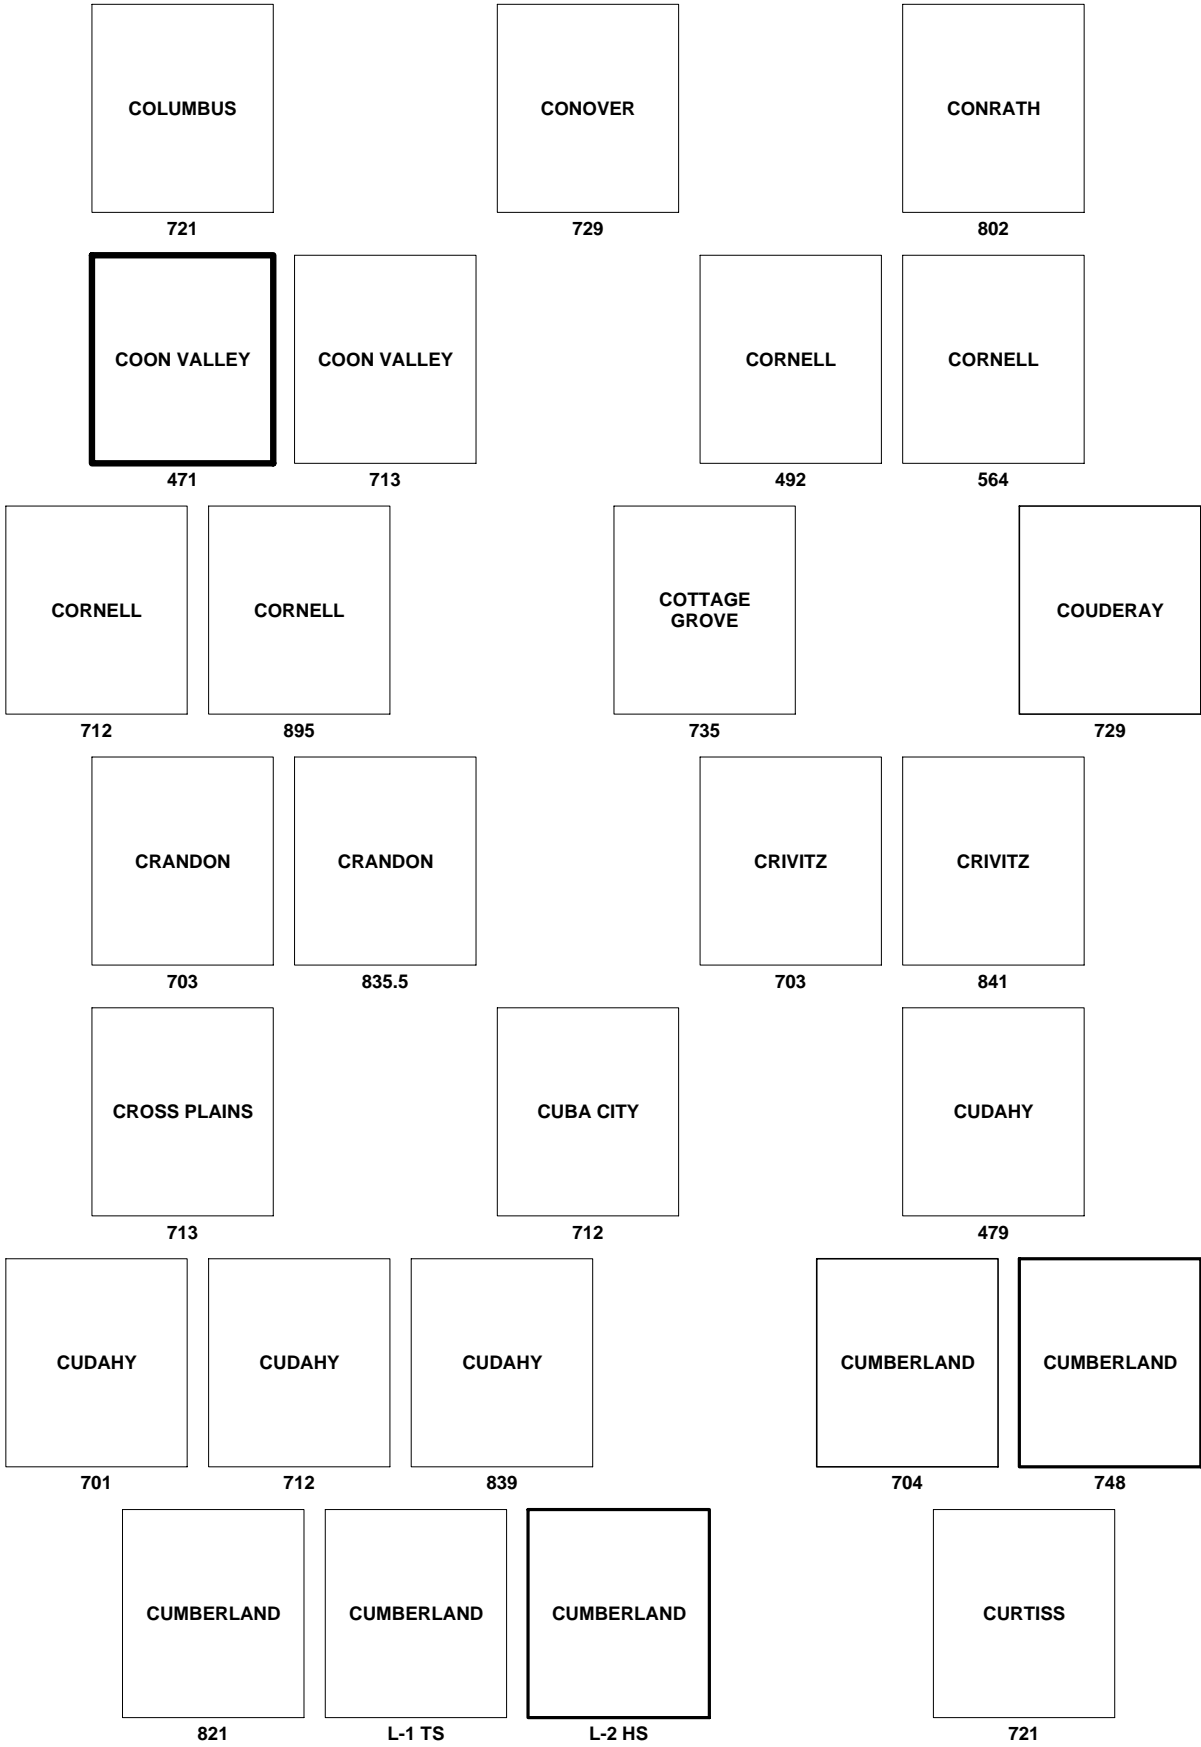 COLUMBUS
CONOVER
CONRATH
721
729
802
COON VALLEY
COON VALLEY
CORNELL
CORNELL
471
713
492
564
CORNELL
CORNELL
COTTAGE
GROVE
COUDERAY
712
895
735
729
CRANDON
CRANDON
CRIVITZ
CRIVITZ
703
835.5
703
841
CROSS PLAINS
CUBA CITY
CUDAHY
713
712
479
CUDAHY
CUDAHY
CUDAHY
CUMBERLAND
CUMBERLAND
701
712
839
704
748
CUMBERLAND
CUMBERLAND
CUMBERLAND
CURTISS
821
L-1 TS
L-2 HS
721